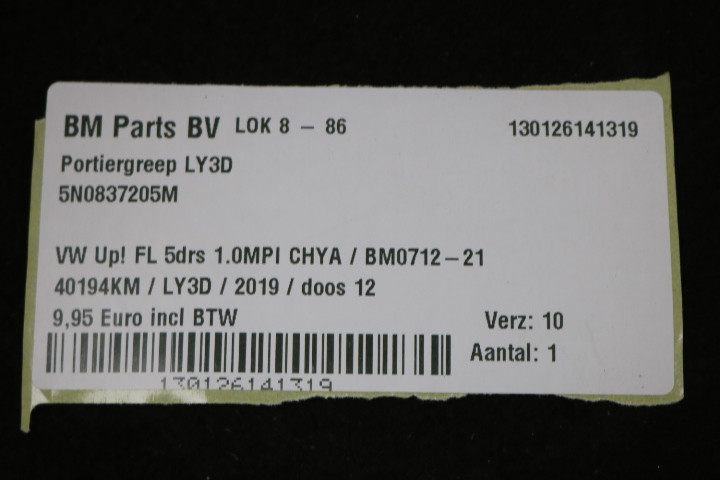 BM Parts BV LOK 8 - 86 130126141319
Portiergreep LY3D
5N0837205M
VW Up! FL 5drs 1.0MPI CHYA / BM0712-21
40194KM / LY3D / 2019 / doos 12
9,95 Euro incl BTW Verz: 10
Aantal: 1
130126141319